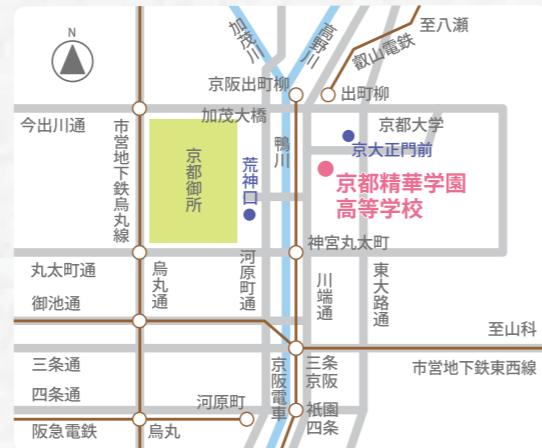 N
加茂川
高野川
至八瀬
叡山電鉄
京阪出町柳
出町柳
加茂大橋
今出川通
京都大学
市営地下鉄烏丸線
京都御所
荒神口
鴨川
京大正門前
京都精華学園
高等学校
神宮丸太町
丸太町通
烏丸通
河原町通
川端通
東大路通
御池通
至山科
三条通
京阪電車
三条
京阪
市営地下鉄東西線
四条通
河原町
祇園
四条
阪急電鉄
烏丸